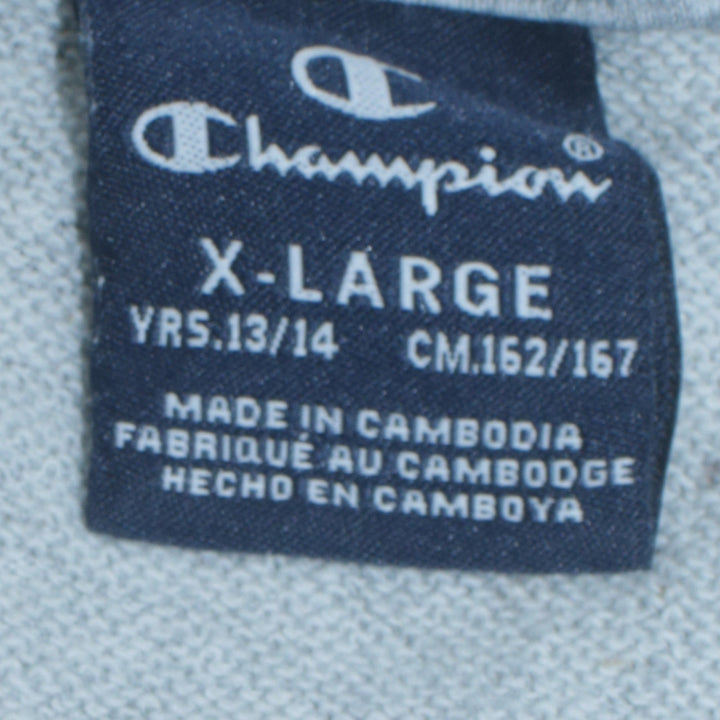 Champion®
X-LARGE
YRS.13/14 CM.162/167
MADE IN CAMBODIA
FABRIQUÉ AU CAMBODGE
HECHO EN CAMBOYA